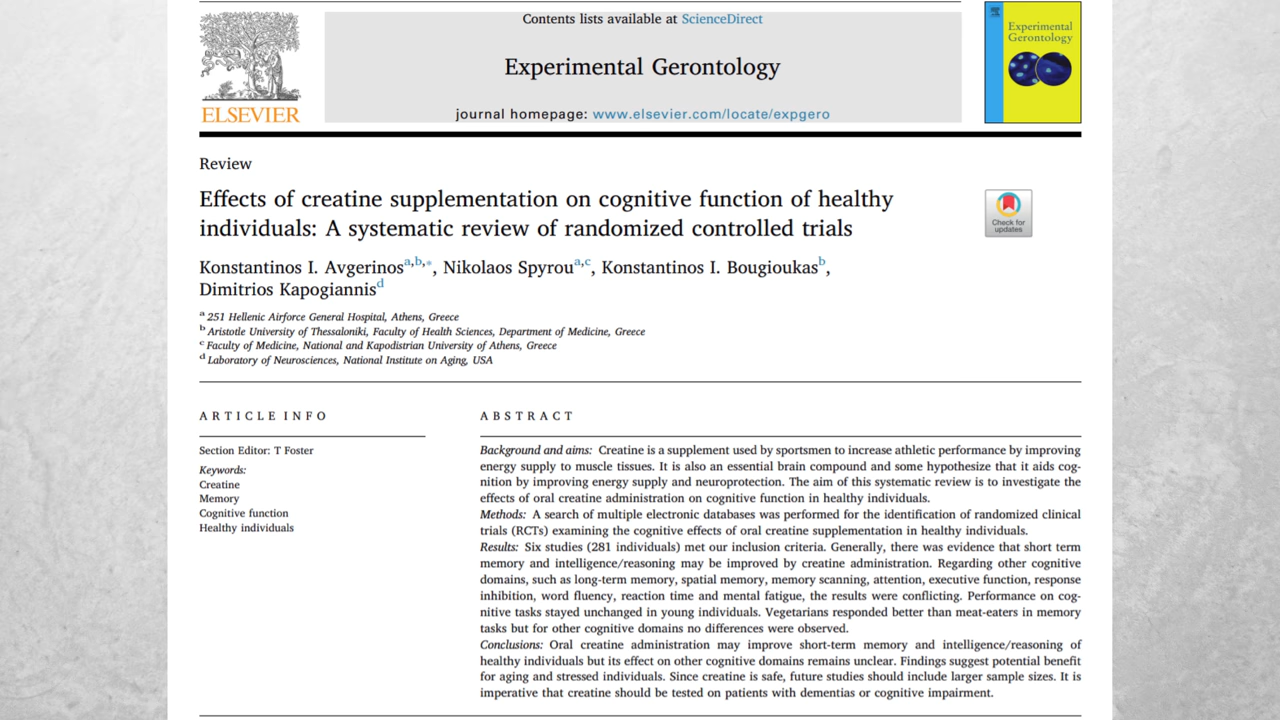 Contents lists available at ScienceDirect
Experimental Gerontology
journal homepage: www.elsevier.com/locate/expgero
ELSEVIER
Experimental
Gerontology
Review
Effects of creatine supplementation on cognitive function of healthy
individuals: A systematic review of randomized controlled trials
Check for
updates
Konstantinos I. Avgerinosa,b,*, Nikolaos Spyroua,c, Konstantinos I. Bougioukasb,
Dimitrios Kapogiannisd
a 251 Hellenic Airforce General Hospital, Athens, Greece
b Aristotle University of Thessaloniki, Faculty of Health Sciences, Department of Medicine, Greece
c Faculty of Medicine, National and Kapodistrian University of Athens, Greece
d Laboratory of Neurosciences, National Institute on Aging, USA
ARTICLE INFO
Section Editor: T Foster
Keywords:
Creatine
Memory
Cognitive function
Healthy individuals
ABSTRACT
Background and aims: Creatine is a supplement used by sportsmen to increase athletic performance by improving
energy supply to muscle tissues. It is also an essential brain compound and some hypothesize that it aids cog-
nition by improving energy supply and neuroprotection. The aim of this systematic review is to investigate the
effects of oral creatine administration on cognitive function in healthy individuals.
Methods: A search of multiple electronic databases was performed for the identification of randomized clinical
trials (RCTs) examining the cognitive effects of oral creatine supplementation in healthy individuals.
Results: Six studies (281 individuals) met our inclusion criteria. Generally, there was evidence that short term
memory and intelligence/reasoning may be improved by creatine administration. Regarding other cognitive
domains, such as long-term memory, spatial memory, memory scanning, attention, executive function, response
inhibition, word fluency, reaction time and mental fatigue, the results were conflicting. Performance on cog-
nitive tasks stayed unchanged in young individuals. Vegetarians responded better than meat-eaters in memory
tasks but for other cognitive domains no differences were observed.
Conclusions: Oral creatine administration may improve short-term memory and intelligence/reasoning of
healthy individuals but its effect on other cognitive domains remains unclear. Findings suggest potential benefit
for aging and stressed individuals. Since creatine is safe, future studies should include larger sample sizes. It is
imperative that creatine should be tested on patients with dementias or cognitive impairment.